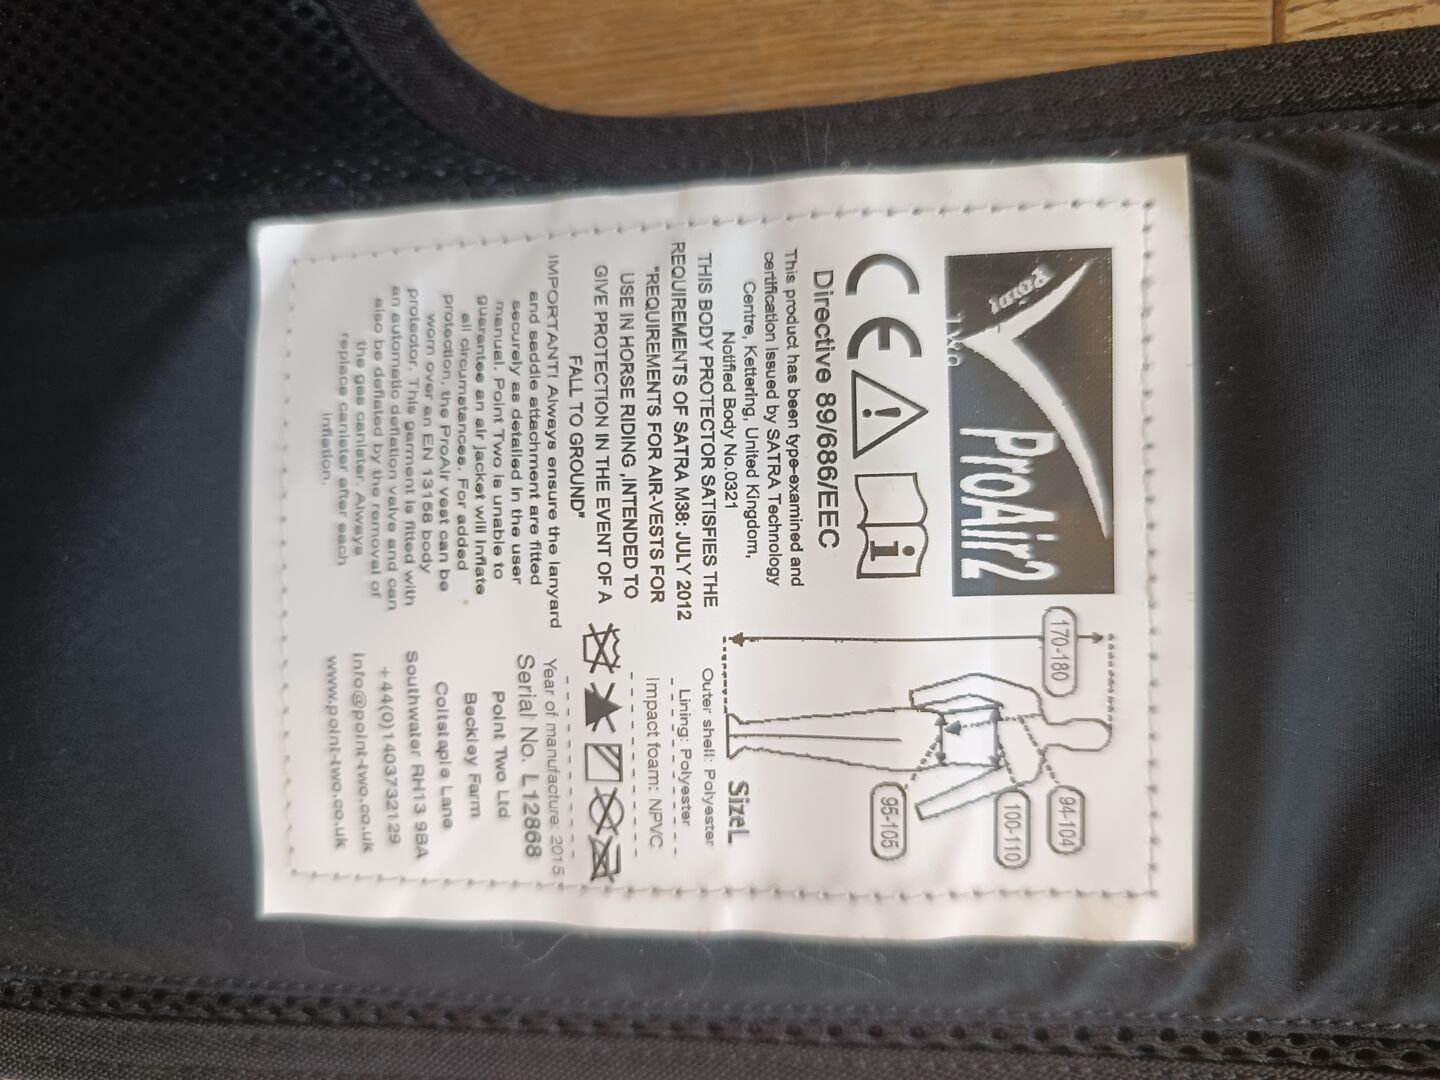 Point Two
ProAir2
CE
i
Directive 89/686/EEC
This product has been type-examined and
certification issued by SATRA Technology
Centre, Kettering, United Kingdom,
Notified Body No.0321
THIS BODY PROTECTOR SATISFIES THE
REQUIREMENTS OF SATRA M38: JULY 2012
"REQUIREMENTS FOR AIR-VESTS FOR
USE IN HORSE RIDING ,INTENDED TO
GIVE PROTECTION IN THE EVENT OF A
FALL TO GROUND"
IMPORTANT! Always ensure the lanyard
and saddle attachment are fitted
securely as detailed in the user
manual. Point Two is unable to
guarantee an air jacket will inflate
all circumstances. For added
protection, the ProAir vest can be
worn over an EN 13158 body
protector. This garment is fitted with
an automatic deflation valve and can
also be deflated by the removal of
the gas canister. Always
replace canister after each
inflation.
170-180
94-104
100-110
95-105
Size L
Outer shell: Polyester
Lining: Polyester
Impact foam: NPVC
Year of manufacture: 2015
Serial No. L12868
Point Two Ltd
Beckley Farm
Coltstaple Lane
Southwater RH13 9BA
+44(0)1403732129
info@point-two.co.uk
www.point-two.co.uk